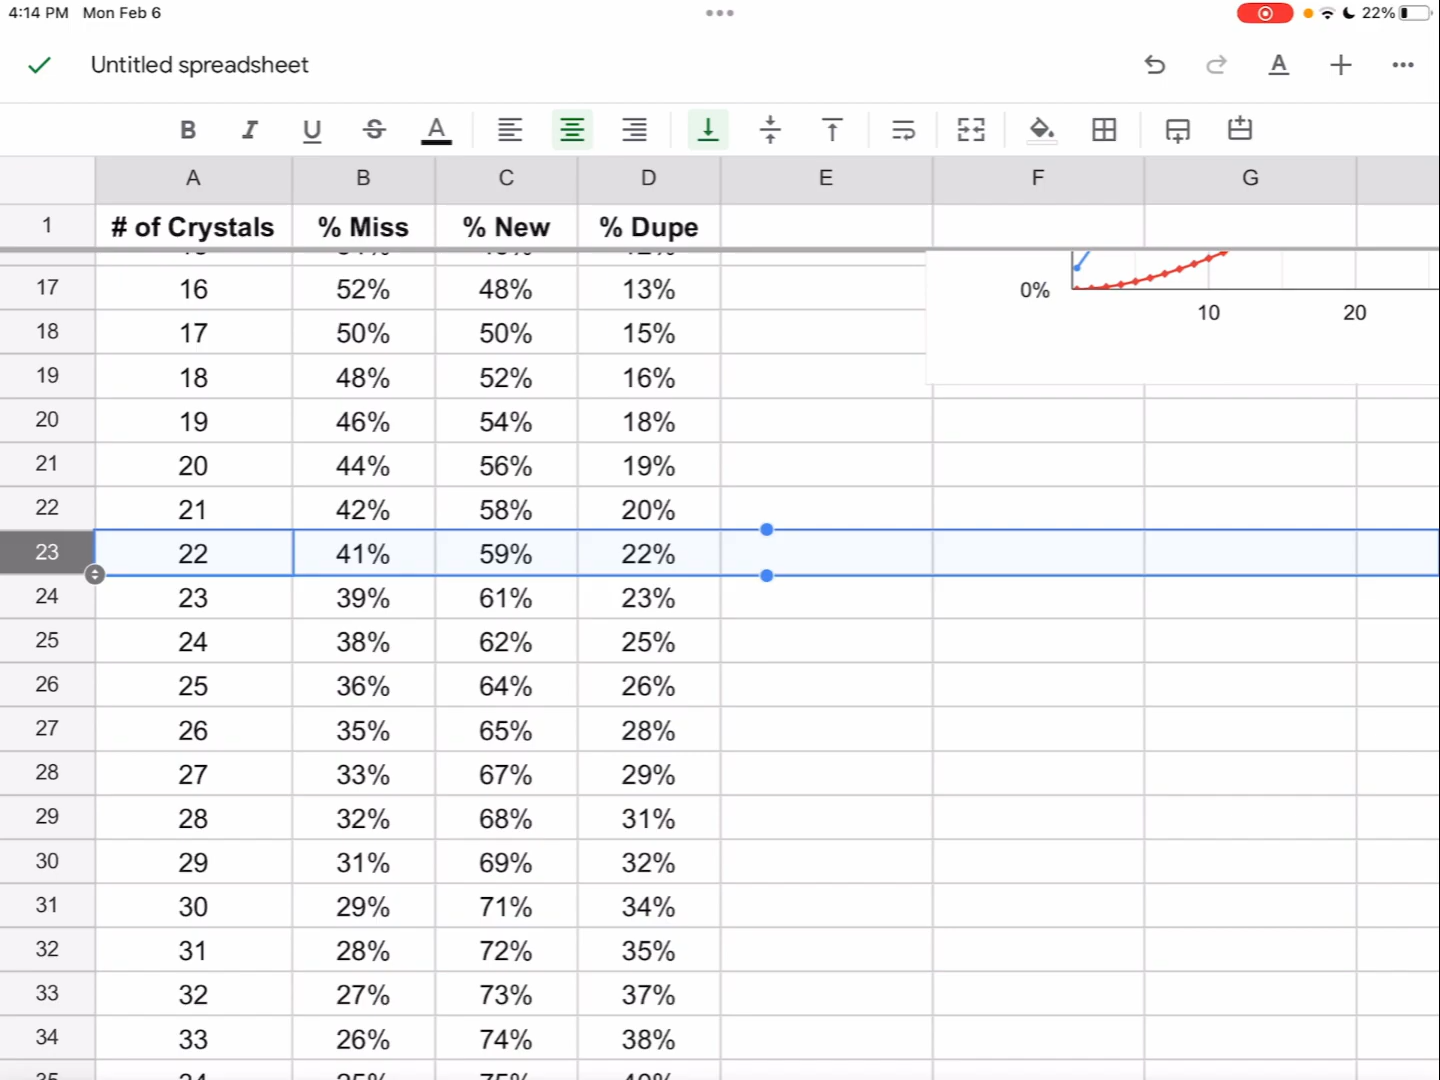 4:14 PM Mon Feb 6
22%
Untitled spreadsheet
B I U S A
A B C D E F G
1 # of Crystals % Miss % New % Dupe
17 16 52% 48% 13%
0%
10 20
18 17 50% 50% 15%
19 18 48% 52% 16%
20 19 46% 54% 18%
21 20 44% 56% 19%
22 21 42% 58% 20%
23 22 41% 59% 22%
24 23 39% 61% 23%
25 24 38% 62% 25%
26 25 36% 64% 26%
27 26 35% 65% 28%
28 27 33% 67% 29%
29 28 32% 68% 31%
30 29 31% 69% 32%
31 30 29% 71% 34%
32 31 28% 72% 35%
33 32 27% 73% 37%
34 33 26% 74% 38%